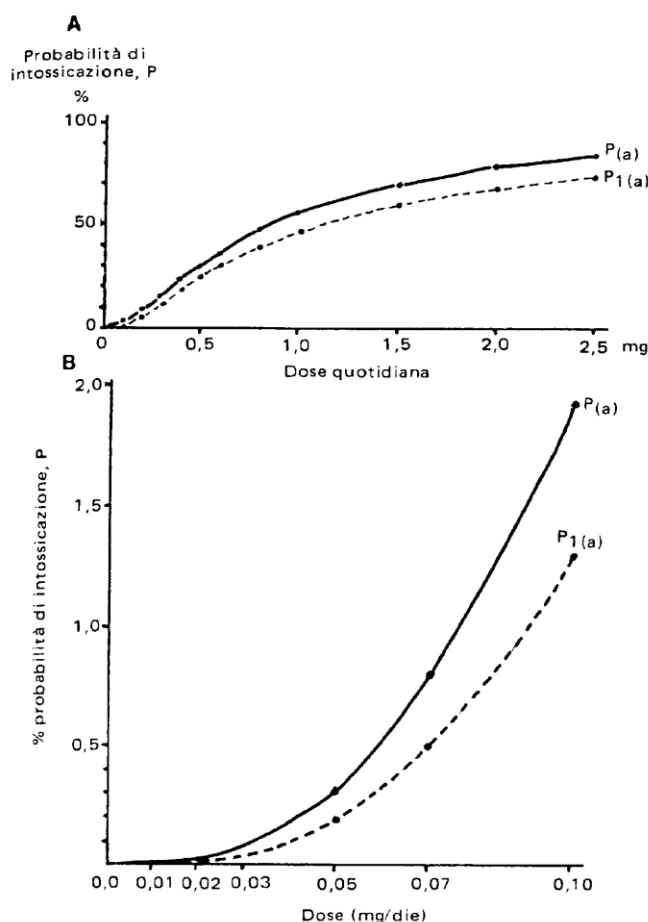 A
Probabilità di
intossicazione, P
%
100
P(a)
P1(a)
50
0
0 0,5 1,0 1,5 2,0 2,5 mg
Dose quotidiana
B
2,0
P(a)
1,5
P1(a)
1,0
0,5
% probabilità di intossicazione, P
0,0 0,01 0,02 0,03 0,05 0,07 0,10
Dose (mg/die)